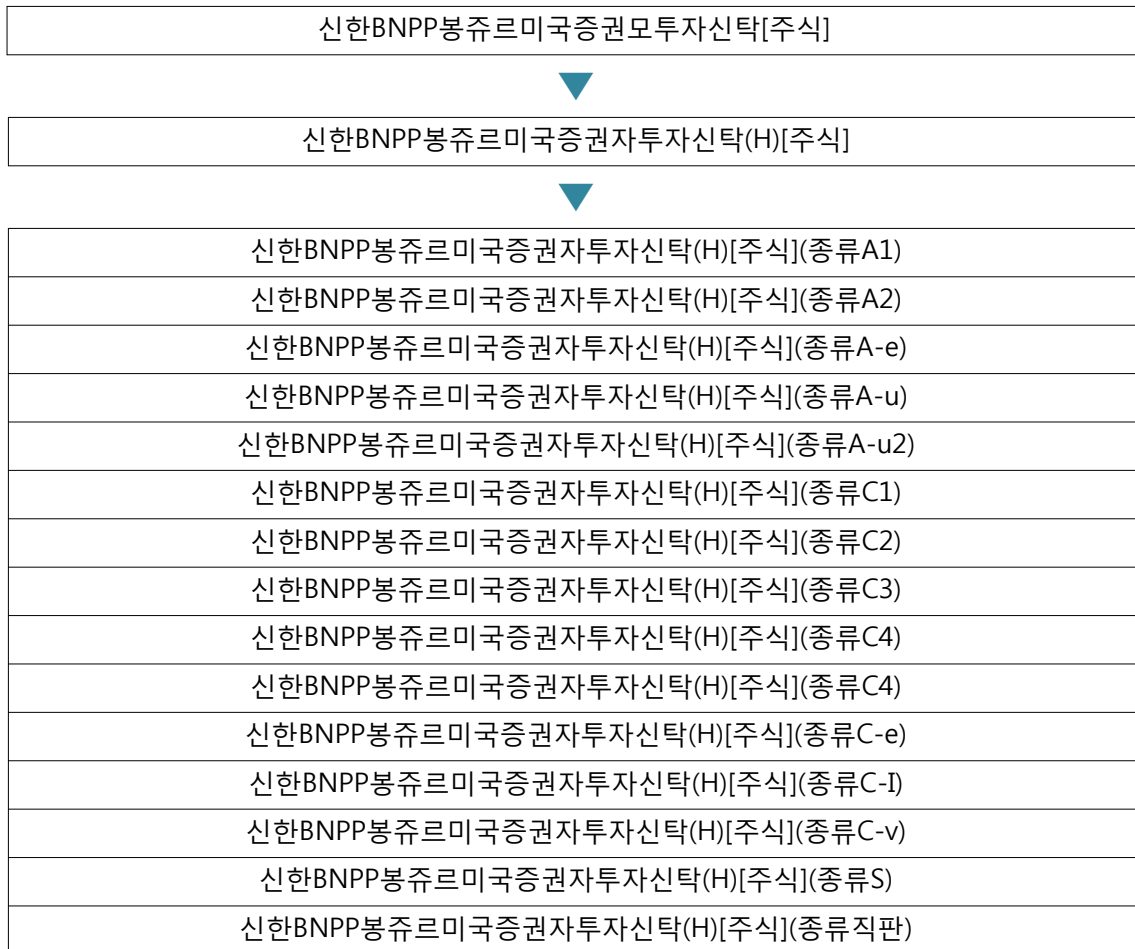 신한BNPP봉쥬르미국증권모투자신탁[주식]
신한BNPP봉쥬르미국증권자투자신탁(H)[주식]
신한BNPP봉쥬르미국증권자투자신탁(H)[주식](종류A1)
신한BNPP봉쥬르미국증권자투자신탁(H)[주식](종류A2)
신한BNPP봉쥬르미국증권자투자신탁(H)[주식](종류A-e)
신한BNPP봉쥬르미국증권자투자신탁(H)[주식](종류A-u)
신한BNPP봉쥬르미국증권자투자신탁(H)[주식](종류A-u2)
신한BNPP봉쥬르미국증권자투자신탁(H)[주식](종류C1)
신한BNPP봉쥬르미국증권자투자신탁(H)[주식](종류C2)
신한BNPP봉쥬르미국증권자투자신탁(H)[주식](종류C3)
신한BNPP봉쥬르미국증권자투자신탁(H)[주식](종류C4)
신한BNPP봉쥬르미국증권자투자신탁(H)[주식](종류C4)
신한BNPP봉쥬르미국증권자투자신탁(H)[주식](종류C-e)
신한BNPP봉쥬르미국증권자투자신탁(H)[주식](종류C-I)
신한BNPP봉쥬르미국증권자투자신탁(H)[주식](종류C-v)
신한BNPP봉쥬르미국증권자투자신탁(H)[주식](종류S)
신한BNPP봉쥬르미국증권자투자신탁(H)[주식](종류직판)